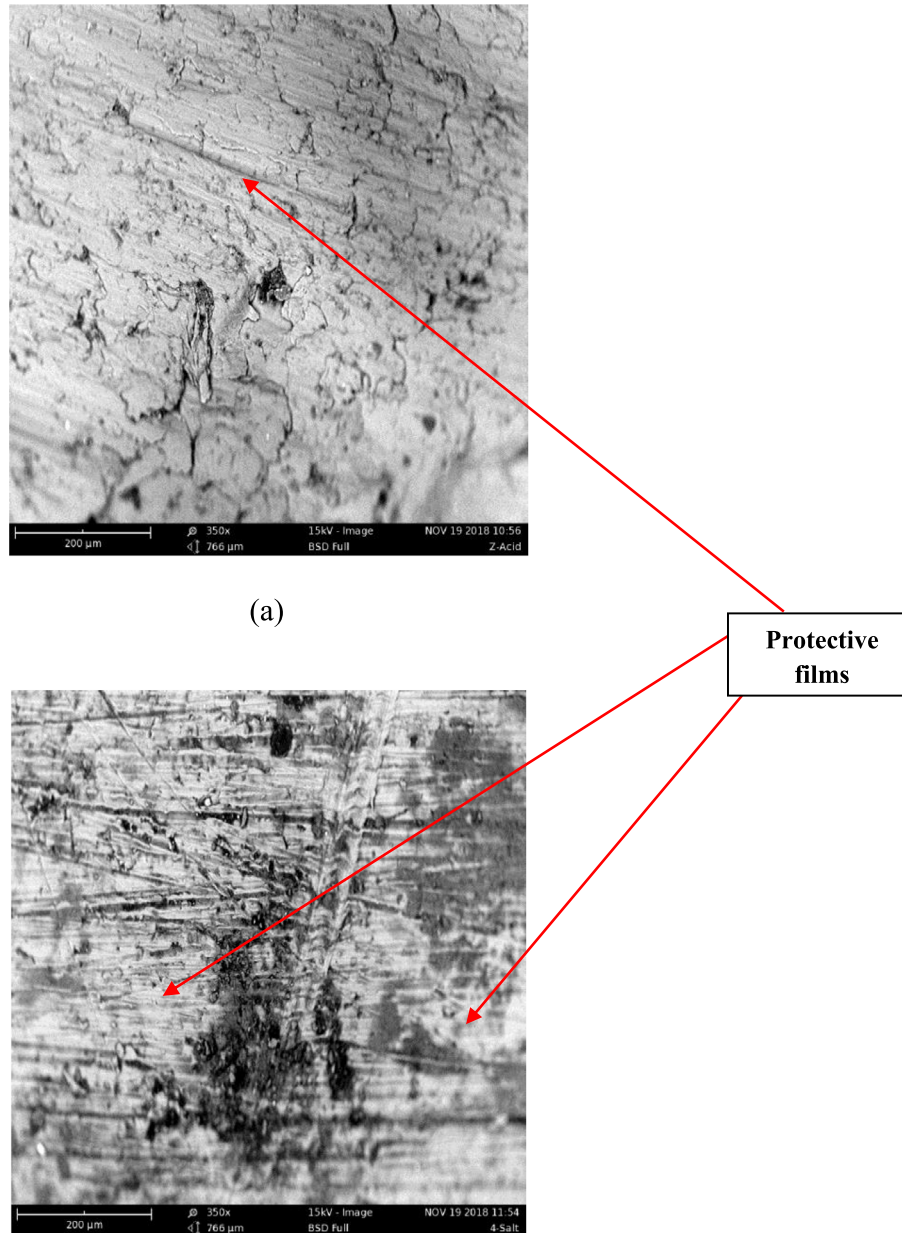 200 µm
350x
766 µm
15kV - Image
BSD Full
NOV 19 2018 10:56
Z-Acid
(a)
Protective
films
200 µm
350x
766 µm
15kV - Image
BSD Full
NOV 19 2018 11:54
4-Salt